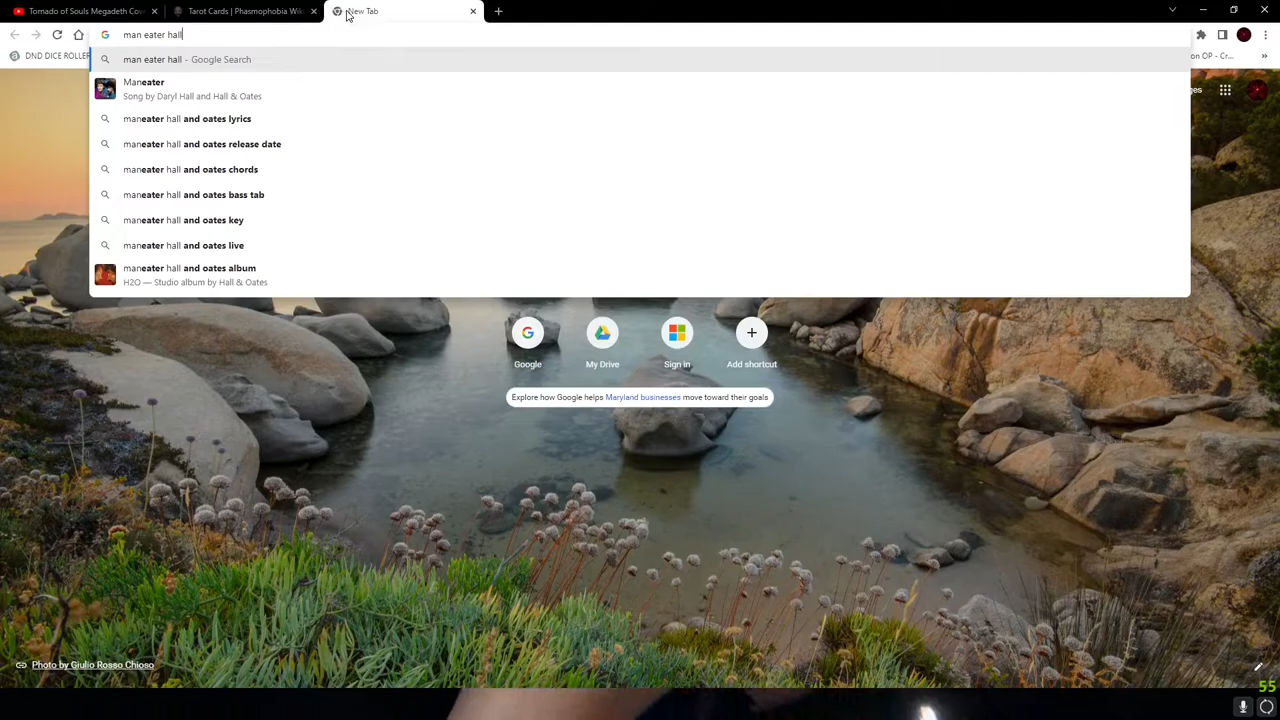 Tornado of Souls Megadeth Cov
Tarot Cards | Phasmophobia Wik
New Tab
man eater hall
DND DICE ROLLER
on OP - Cr...
»
man eater hall - Google Search
Maneater
Song by Daryl Hall and Hall & Oates
maneater hall and oates lyrics
maneater hall and oates release date
maneater hall and oates chords
maneater hall and oates bass tab
maneater hall and oates key
maneater hall and oates live
maneater hall and oates album
H2O — Studio album by Hall & Oates
ges
Google
My Drive
Sign in
Add shortcut
Explore how Google helps Maryland businesses move toward their goals
Photo by Giulio Rosso Chioso
55